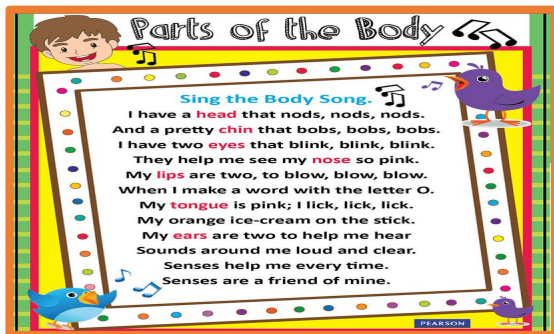 Parts of the Body
Sing the Body Song.
I have a head that nods, nods, nods.
And a pretty chin that bobs, bobs, bobs.
I have two eyes that blink, blink, blink.
They help me see my nose so pink.
My lips are two, to blow, blow, blow.
When I make a word with the letter O.
My tongue is pink; I lick, lick, lick.
My orange ice-cream on the stick.
My ears are two to help me hear
Sounds around me loud and clear.
Senses help me every time.
Senses are a friend of mine.
PEARSON